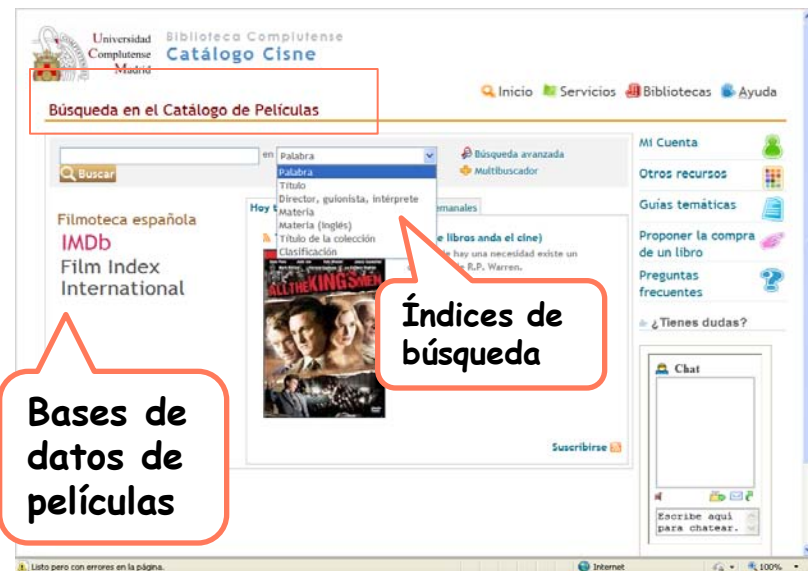 Universidad
Complutense
Madrid
Biblioteca Complutense
Catálogo Cisne
Inicio Servicios Bibliotecas Ayuda
Búsqueda en el Catálogo de Películas
en Palabra
Buscar
Palabra
Título
Director, guionista, intérprete
Materia
Materia (Inglés)
Título de la colección
Clasificación
Búsqueda avanzada
Multibuscador
Filmoteca española
IMDb
Film Index
International
Hoy
emanales
e libros anda el cine)
de hay una necesidad existe un
R.P. Warren.
ALL THE KING'S MEN
Índices de
búsqueda
Bases de
datos de
películas
Suscribirse
Mi Cuenta
Otros recursos
Guías temáticas
Proponer la compra
de un libro
Preguntas
frecuentes
¿Tienes dudas?
Chat
Escribe aquí
para chatear.
Listo pero con errores en la página.
Internet
100%